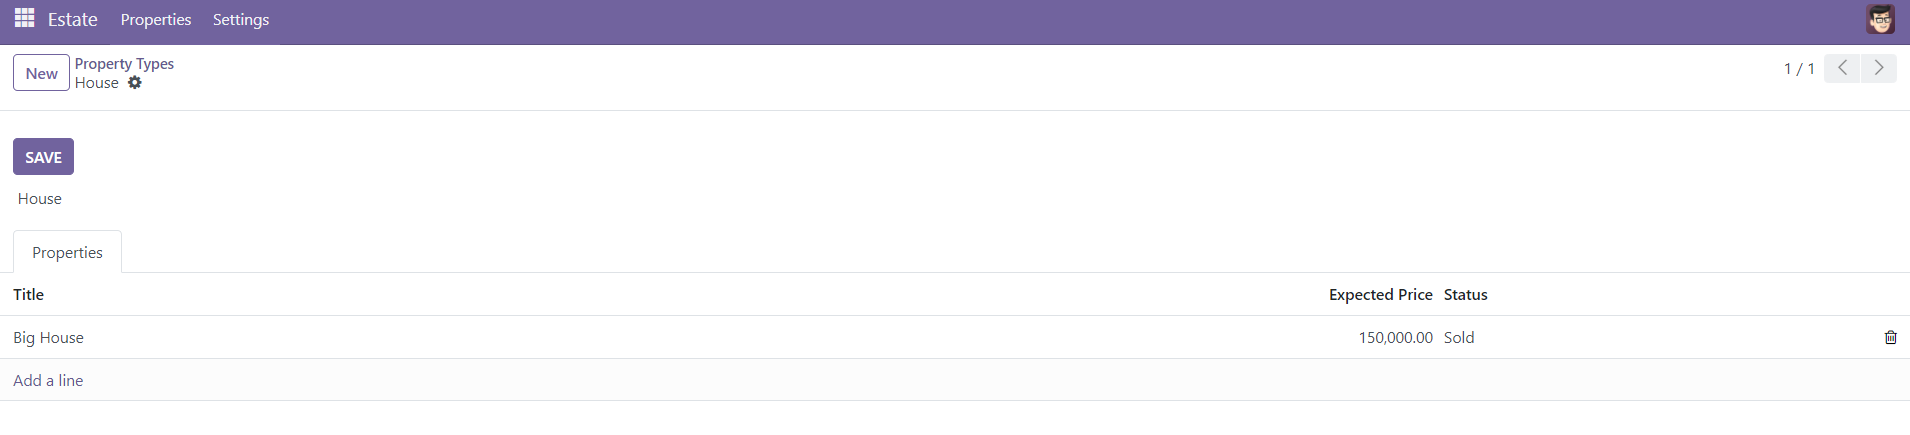 Estate Properties Settings
New Property Types
House
1 / 1
SAVE
House
Properties
Title Expected Price Status
Big House 150,000.00 Sold
Add a line